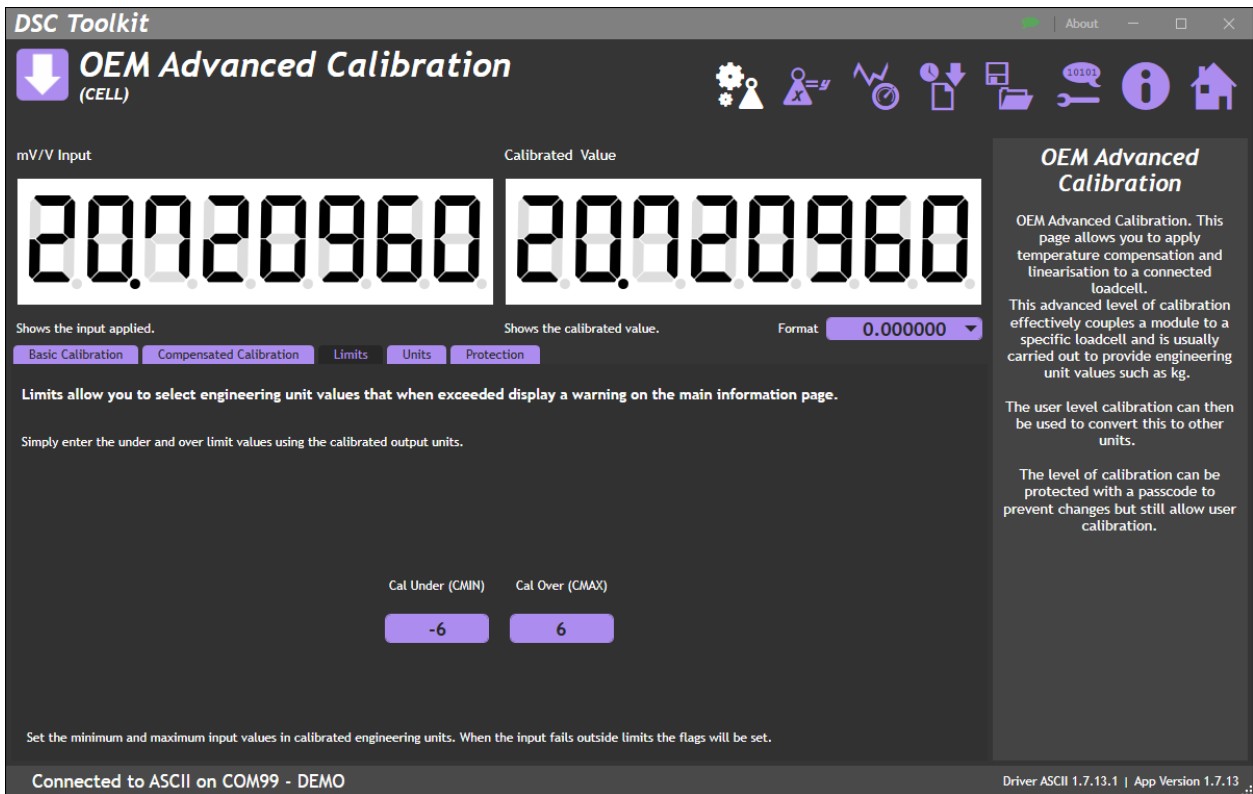 DSC Toolkit
About
OEM Advanced Calibration
(CELL)
x=y
10101
mV/V Input
Calibrated Value
20.720960
20.720960
Shows the input applied.
Shows the calibrated value.
Format
0.000000
Basic Calibration
Compensated Calibration
Limits
Units
Protection
Limits allow you to select engineering unit values that when exceeded display a warning on the main information page.
Simply enter the under and over limit values using the calibrated output units.
Cal Under (CMIN)
Cal Over (CMAX)
-6
6
Set the minimum and maximum input values in calibrated engineering units. When the input fails outside limits the flags will be set.
OEM Advanced
Calibration
OEM Advanced Calibration. This
page allows you to apply
temperature compensation and
linearisation to a connected
loadcell.
This advanced level of calibration
effectively couples a module to a
specific loadcell and is usually
carried out to provide engineering
unit values such as kg.
The user level calibration can then
be used to convert this to other
units.
The level of calibration can be
protected with a passcode to
prevent changes but still allow user
calibration.
Connected to ASCII on COM99 - DEMO
Driver ASCII 1.7.13.1 | App Version 1.7.13